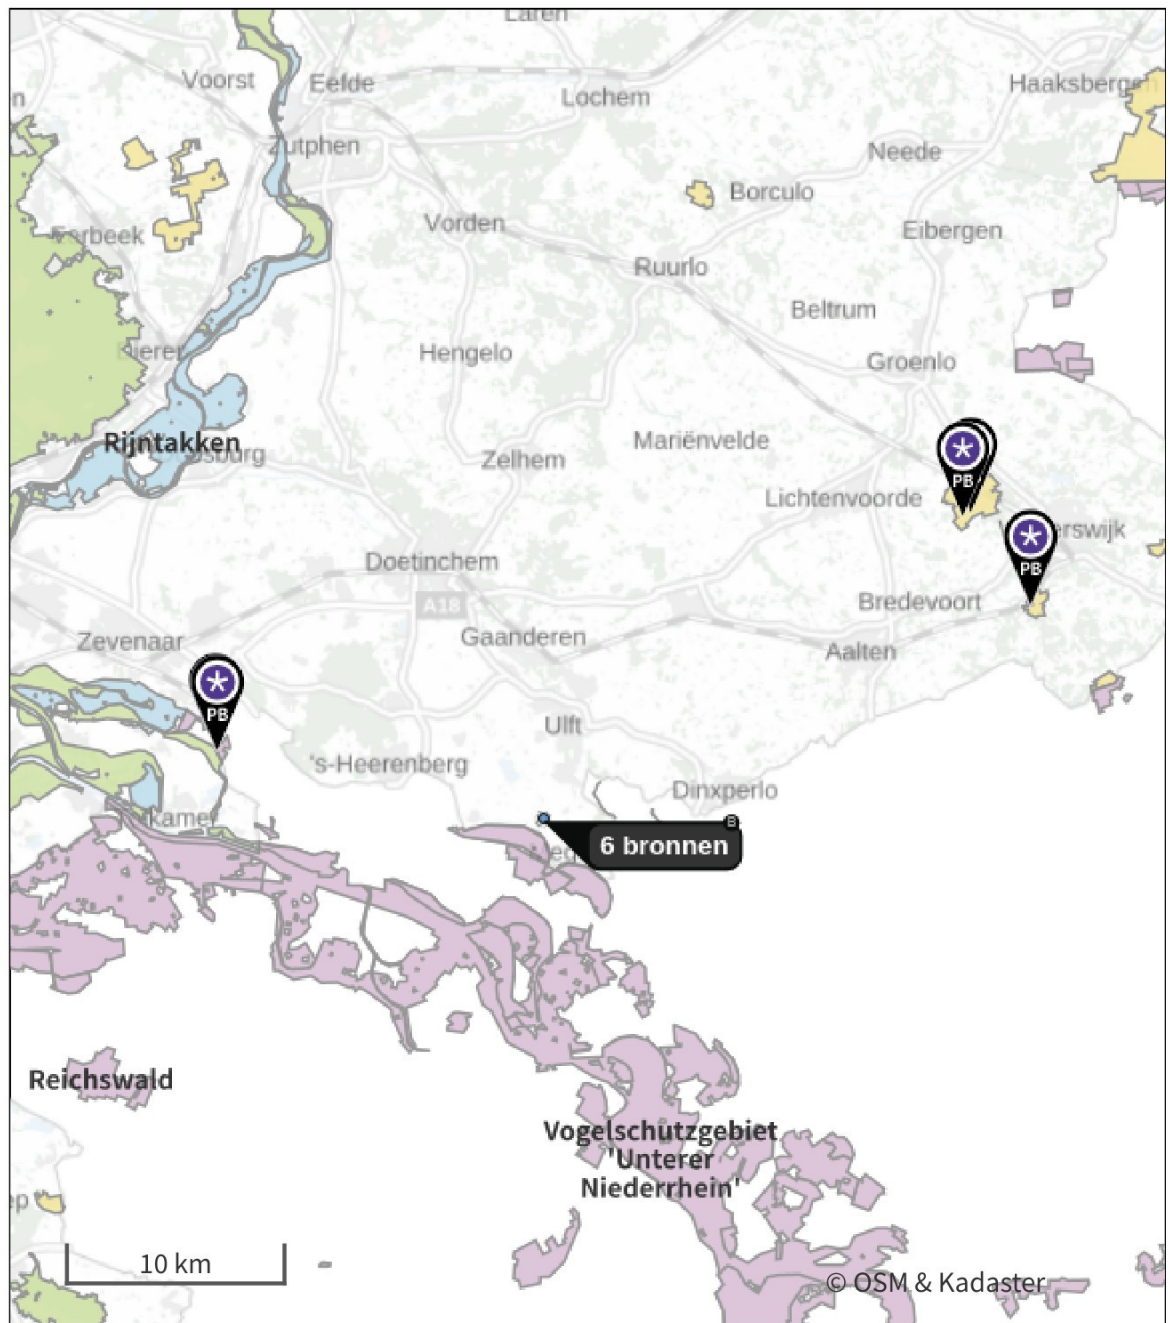 Laren
Voorst
Eefde
Lochem
Zutphen
Neede
Borculo
Vorden
Eibergen
Ruurlo
Beltrum
Hengelo
Groenlo
Rijntakken
Mariënvelde
Zelhem
PB
Lichtenvoorde
Doetinchem
PB
A18
Bredevoort
Gaanderen
Zevenaar
Aalten
PB
Ulft
's-Heerenberg
Dinxperlo
B
6 bronnen
Reichswald
Vogelschutzgebiet
'Unterer
Niederrhein'
10 km
© OSM & Kadaster